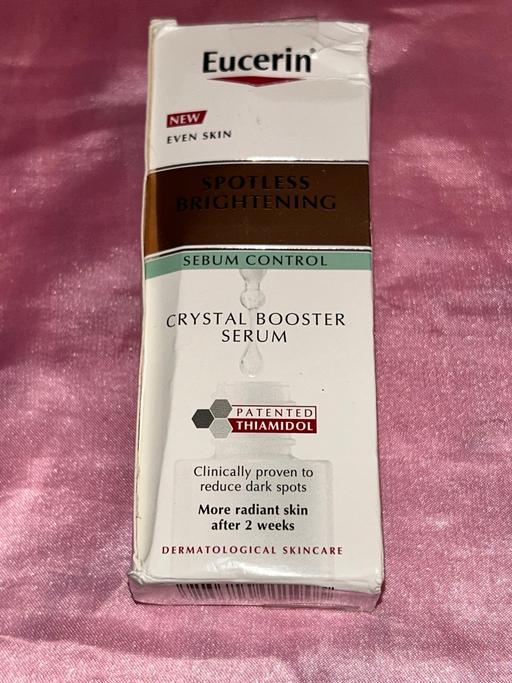 Eucerin®
NEW
EVEN SKIN
SPOTLESS
BRIGHTENING
SEBUM CONTROL
CRYSTAL BOOSTER
SERUM
PATENTED
THIAMIDOL
Clinically proven to
reduce dark spots
More radiant skin
after 2 weeks
DERMATOLOGICAL SKINCARE